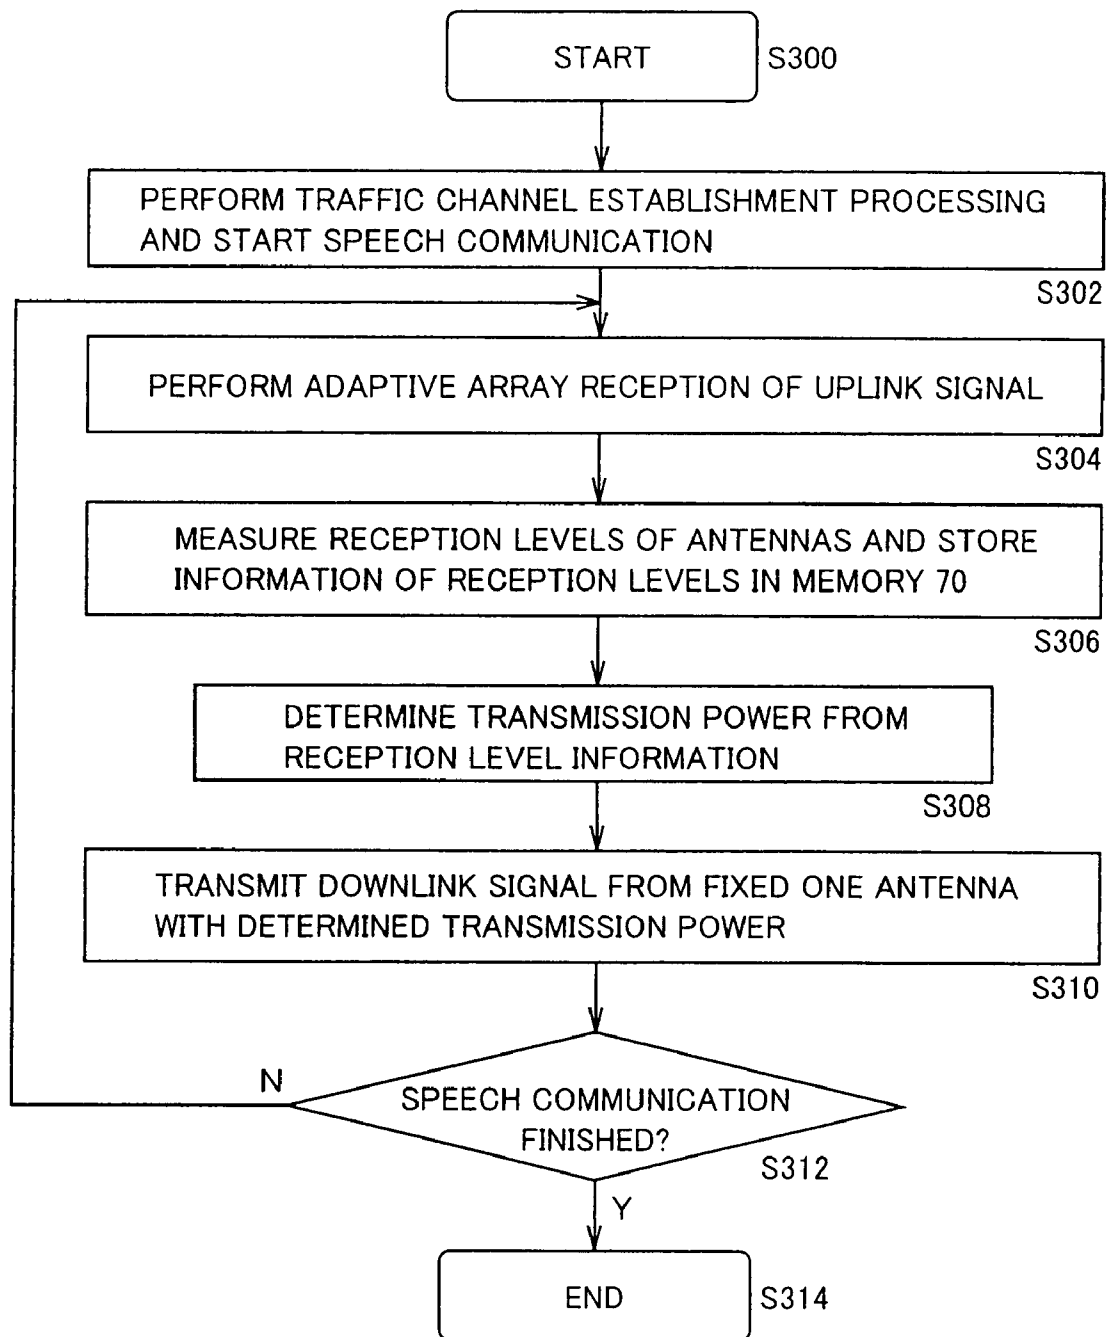 START
S300
PERFORM TRAFFIC CHANNEL ESTABLISHMENT PROCESSING
AND START SPEECH COMMUNICATION
S302
PERFORM ADAPTIVE ARRAY RECEPTION OF UPLINK SIGNAL
S304
MEASURE RECEPTION LEVELS OF ANTENNAS AND STORE
INFORMATION OF RECEPTION LEVELS IN MEMORY 70
S306
DETERMINE TRANSMISSION POWER FROM
RECEPTION LEVEL INFORMATION
S308
TRANSMIT DOWNLINK SIGNAL FROM FIXED ONE ANTENNA
WITH DETERMINED TRANSMISSION POWER
S310
N
SPEECH COMMUNICATION
FINISHED?
S312
Y
END
S314